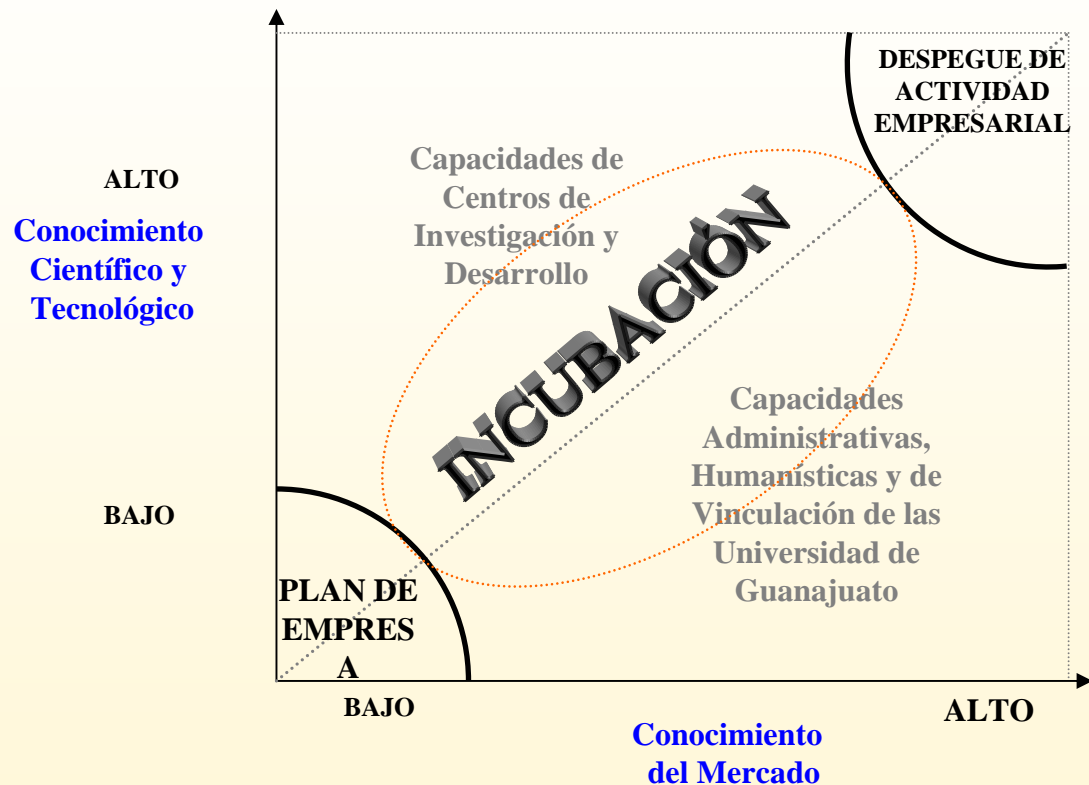 DESPEGUE DE
ACTIVIDAD
EMPRESARIAL
Capacidades de
Centros de
Investigación y
Desarrollo
ALTO
Conocimiento
Científico y
Tecnológico
INCUBACIÓN
Capacidades
Administrativas,
Humanísticas y de
Vinculación de las
Universidad de
Guanajuato
BAJO
PLAN DE
EMPRES
A
BAJO
ALTO
Conocimiento
del Mercado